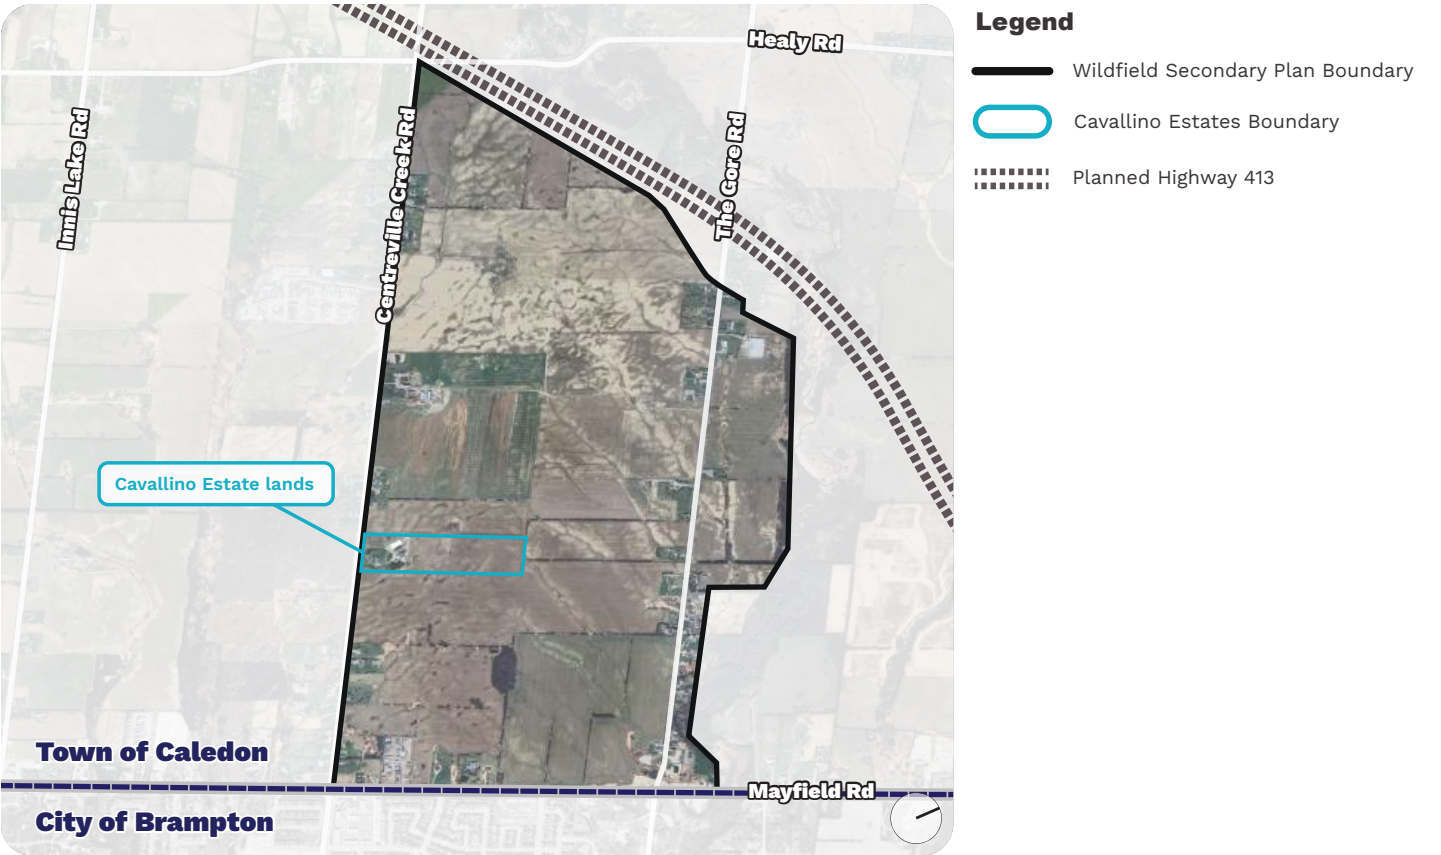 Healy Rd
Innis Lake Rd
Centreville Creek Rd
The Gore Rd
Cavallino Estate lands
Town of Caledon
Mayfield Rd
City of Brampton
Legend
Wildfield Secondary Plan Boundary
Cavallino Estates Boundary
Planned Highway 413